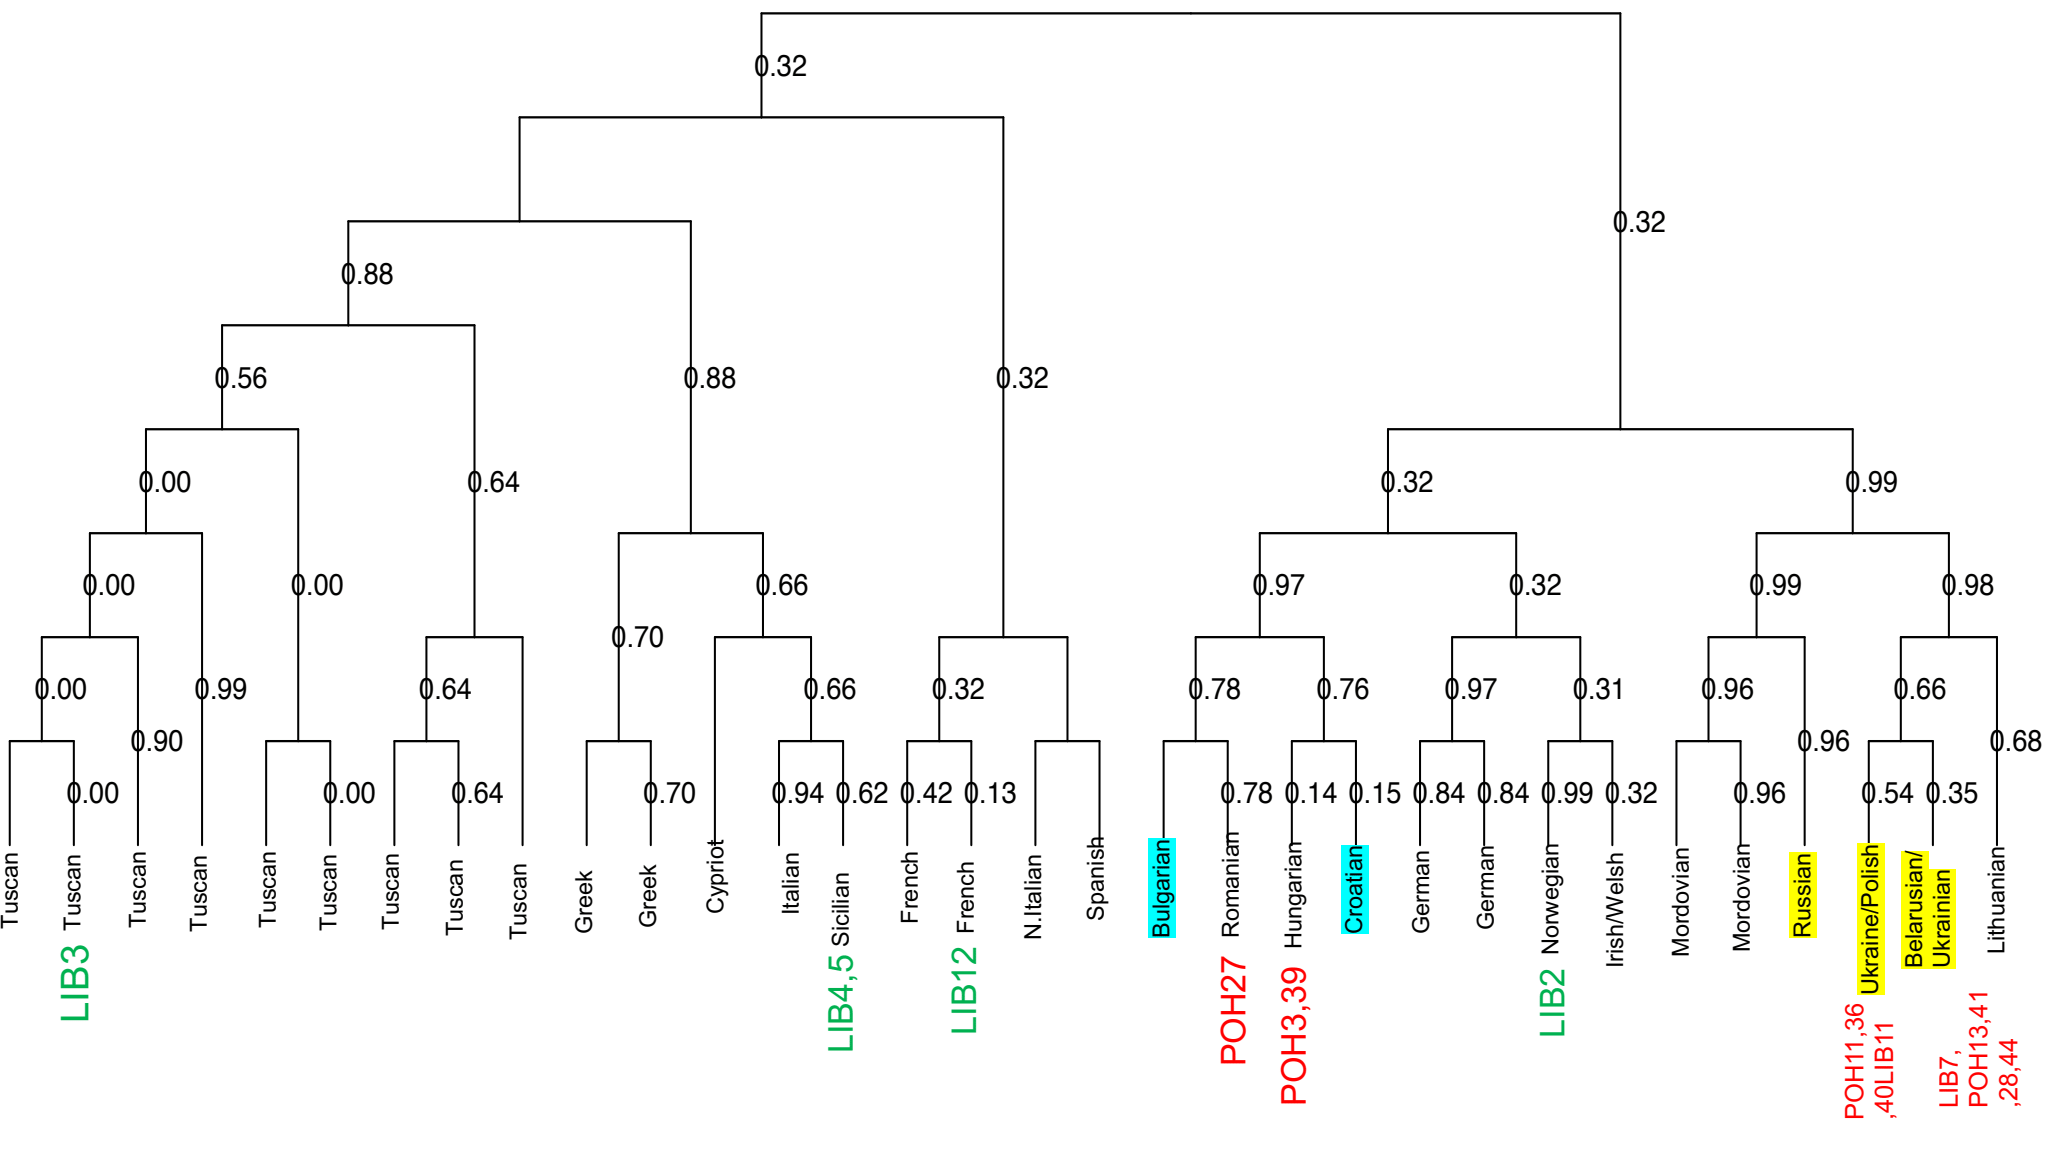 0.32
0.32
0.88
0.56
0.88
0.32
0.00
0.64
0.32
0.99
0.00
0.00
0.66
0.97
0.32
0.99
0.98
0.70
0.00
0.99
0.64
0.66
0.32
0.78
0.76
0.97
0.31
0.96
0.66
0.90
0.96
0.68
0.00
0.00
0.64
0.70
0.94
0.62
0.42
0.13
0.78
0.14
0.15
0.84
0.84
0.99
0.32
0.96
0.54
0.35
Tuscan
Tuscan
Tuscan
Tuscan
Tuscan
Tuscan
Tuscan
Tuscan
Tuscan
Greek
Greek
Cypriot
Italian
Sicilian
French
French
N.Italian
Spanish
Bulgarian
Romanian
Hungarian
Croatian
German
German
Norwegian
Irish/Welsh
Mordovian
Mordovian
Russian
Ukraine/Polish
Belarusian/
Ukrainian
Lithuanian
LIB3
LIB4,5
LIB12
POH27
POH3,39
LIB2
POH11,36
,40LIB11
LIB7,
POH13,41
,28,44